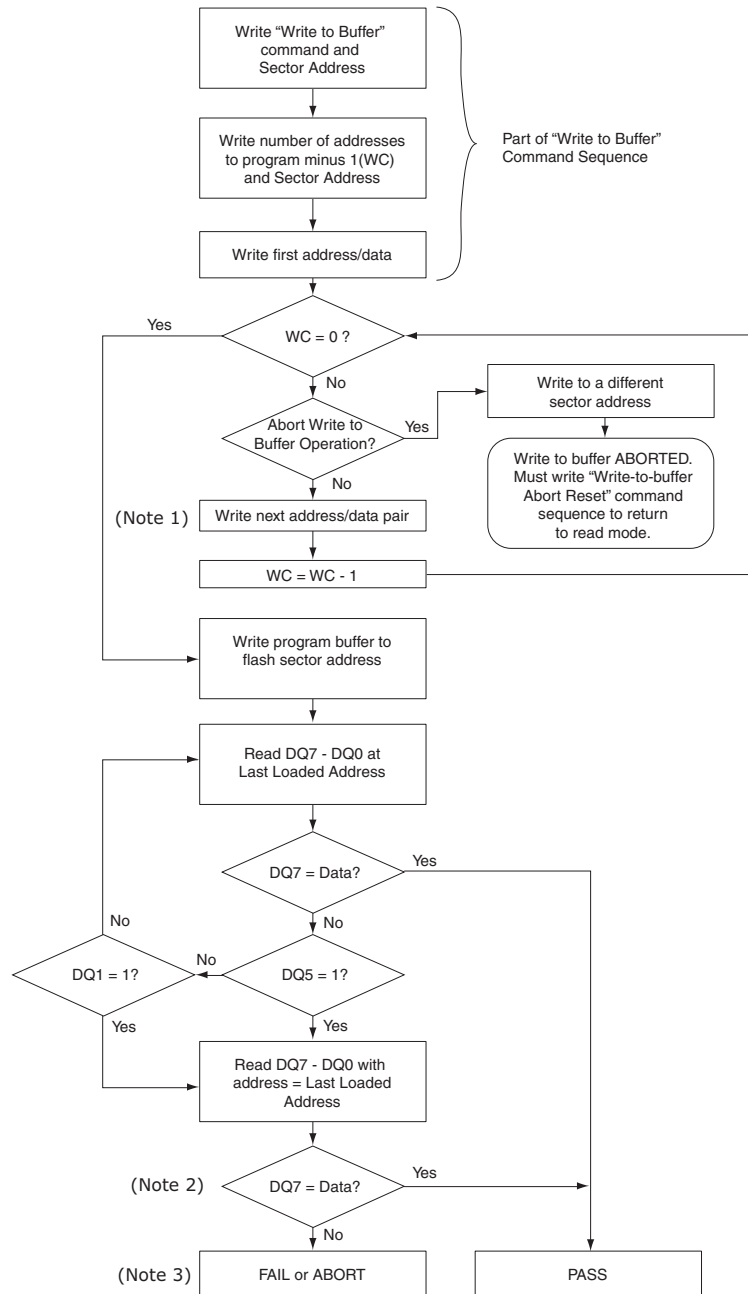 Write “Write to Buffer”
command and
Sector Address
Write number of addresses
to program minus 1(WC)
and Sector Address
Part of “Write to Buffer”
Command Sequence
Write first address/data
Yes
WC = 0 ?
No
Write to a different
sector address
Abort Write to
Buffer Operation?
Yes
No
Write to buffer ABORTED.
Must write “Write-to-buffer
Abort Reset” command
sequence to return
to read mode.
(Note 1)
Write next address/data pair
WC = WC - 1
Write program buffer to
flash sector address
Read DQ7 - DQ0 at
Last Loaded Address
DQ7 = Data?
Yes
No
No
DQ1 = 1?
No
DQ5 = 1?
Yes
Yes
Read DQ7 - DQ0 with
address = Last Loaded
Address
(Note 2)
DQ7 = Data?
Yes
No
(Note 3)
FAIL or ABORT
PASS